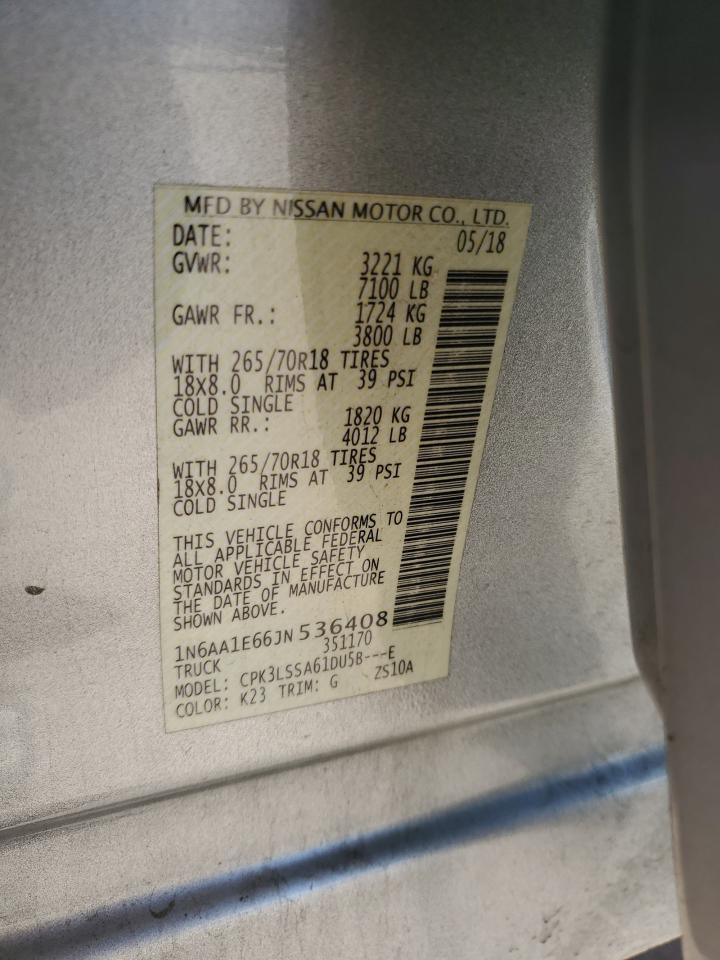 MFD BY NISSAN MOTOR CO., LTD.
DATE: 05/18
GVWR: 3221 KG
7100 LB
GAWR FR.: 1724 KG
3800 LB
WITH 265/70R18 TIRES
18X8.0 RIMS AT 39 PSI
COLD SINGLE
GAWR RR.: 1820 KG
4012 LB
WITH 265/70R18 TIRES
18X8.0 RIMS AT 39 PSI
COLD SINGLE
THIS VEHICLE CONFORMS TO
ALL APPLICABLE FEDERAL
MOTOR VEHICLE SAFETY
STANDARDS IN EFFECT ON
THE DATE OF MANUFACTURE
SHOWN ABOVE.
1N6AA1E66JN536408
TRUCK 351170
MODEL: CPK3LSSA61DU5B---E
COLOR: K23 TRIM: G ZS10A